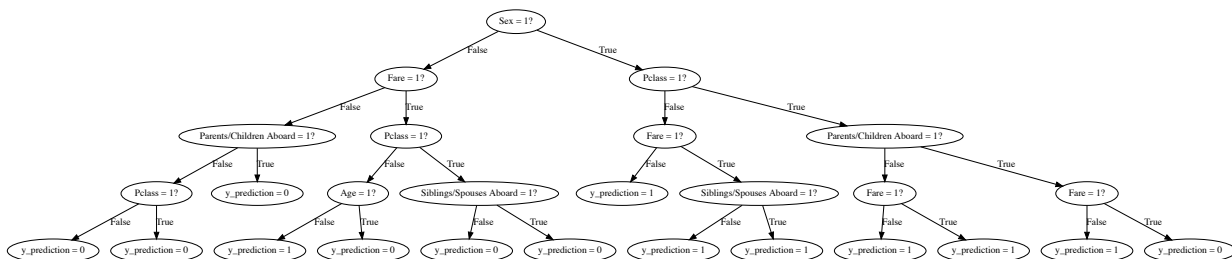 Sex = 1?
False
True
Fare = 1?
Pclass = 1?
False
True
False
True
Parents/Children Aboard = 1?
Pclass = 1?
Fare = 1?
Parents/Children Aboard = 1?
False
True
False
True
False
True
False
True
Pclass = 1?
y_prediction = 0
Age = 1?
Siblings/Spouses Aboard = 1?
y_prediction = 1
Siblings/Spouses Aboard = 1?
Fare = 1?
Fare = 1?
False
True
False
True
False
True
False
True
False
True
False
True
y_prediction = 0
y_prediction = 0
y_prediction = 1
y_prediction = 0
y_prediction = 0
y_prediction = 0
y_prediction = 1
y_prediction = 1
y_prediction = 1
y_prediction = 1
y_prediction = 1
y_prediction = 0